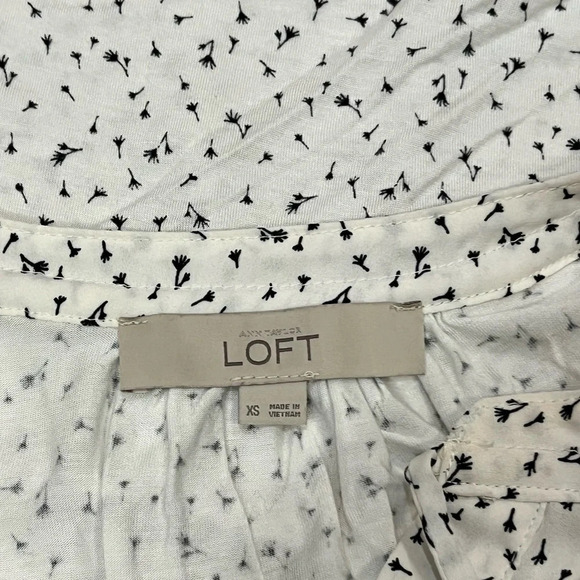 ANN TAYLOR
LOFT
XS MADE IN
VIETNAM